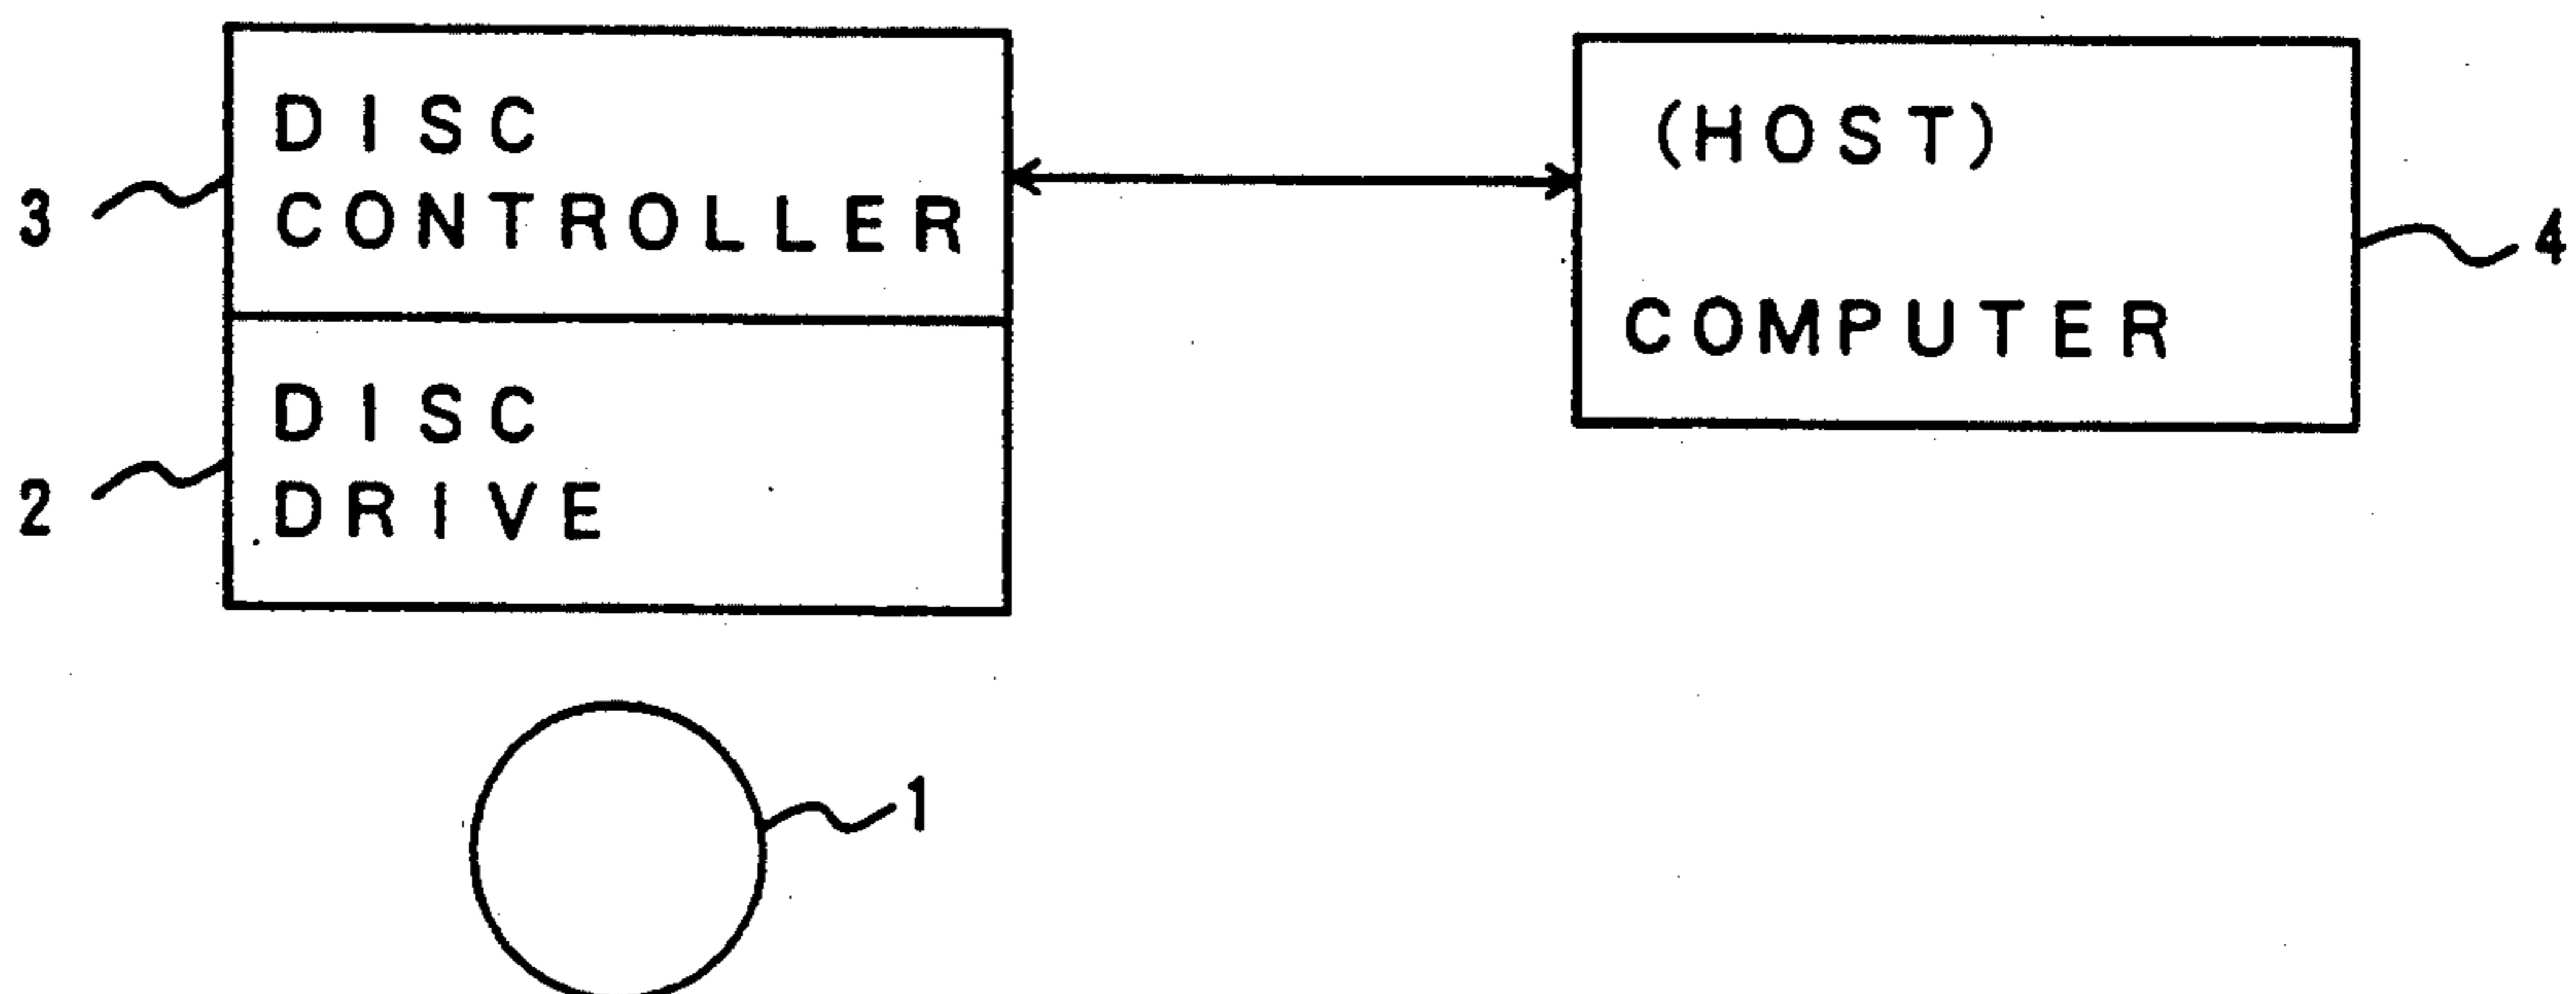 DISC
CONTROLLER
3
(HOST)
COMPUTER
4
DISC
DRIVE
2
1